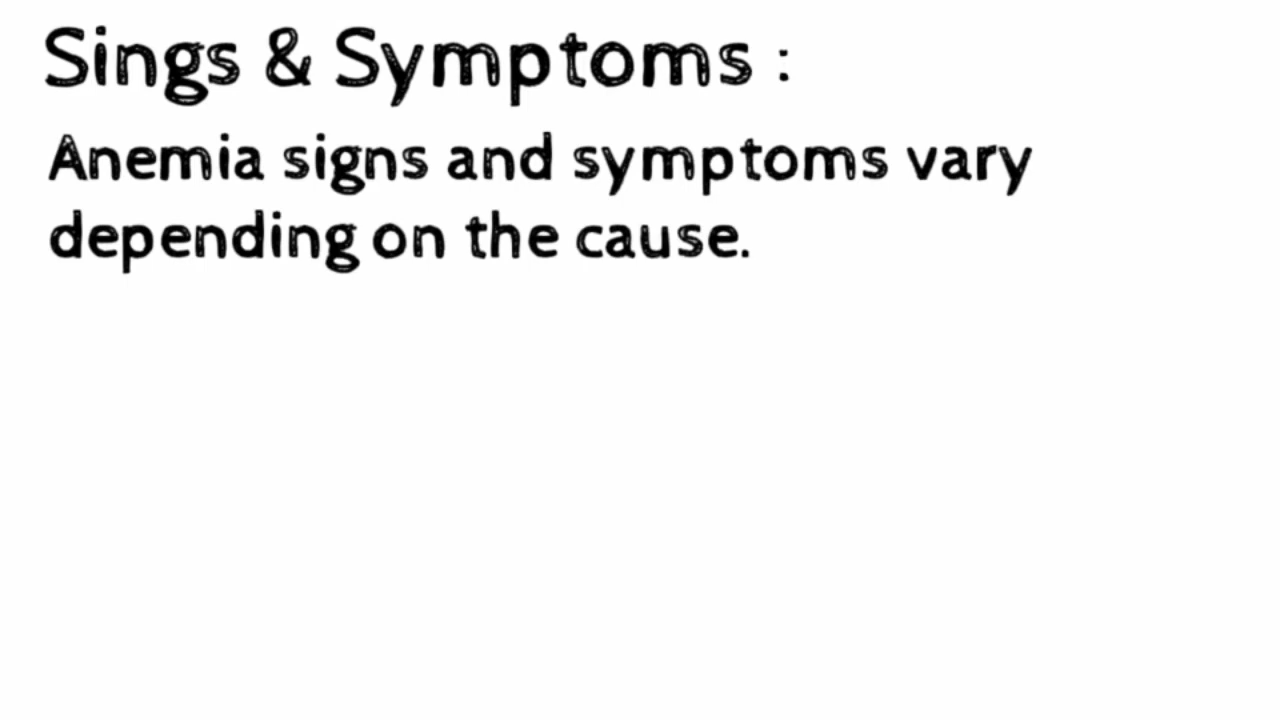 Sings & Symptoms :
Anemia signs and symptoms vary
depending on the cause.